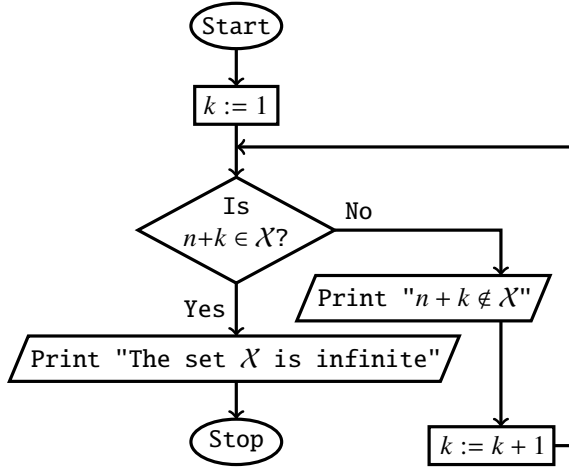 Start
k := 1
Is
n+k ∈ 𝒳?
No
Print "n + k ∉ 𝒳"
Yes
Print "The set 𝒳 is infinite"
Stop
k := k + 1